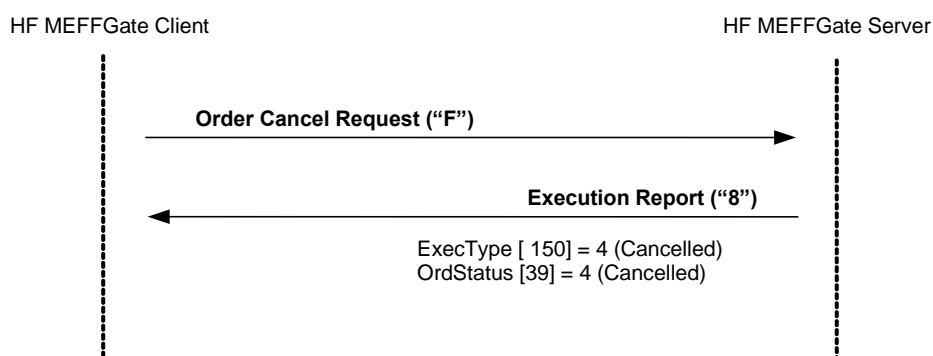 HF MEFFGate Client
HF MEFFGate Server
Order Cancel Request (“F”)
Execution Report (“8”)
ExecType [ 150] = 4 (Cancelled)
OrdStatus [39] = 4 (Cancelled)